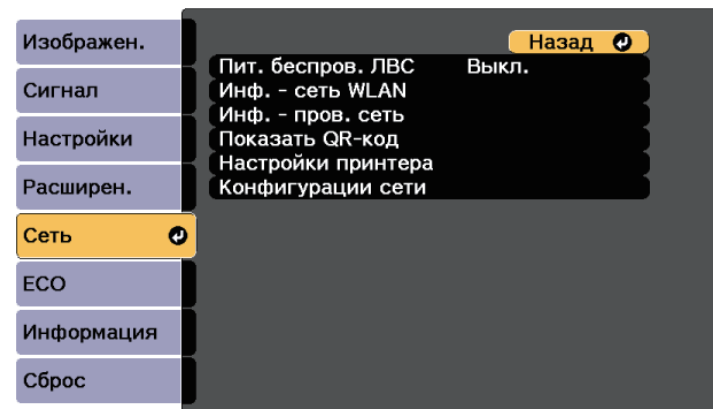 Изображен.
Сигнал
Настройки
Расширен.
Сеть
ECO
Информация
Сброс
Назад
Пит. беспров. ЛВС Выкл.
Инф. - сеть WLAN
Инф. - пров. сеть
Показать QR-код
Настройки принтера
Конфигурации сети